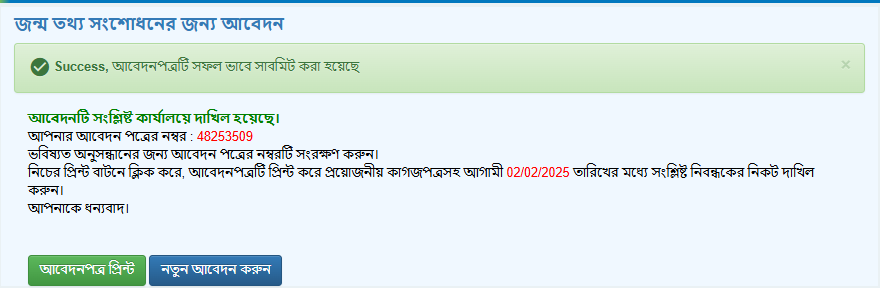 জন্ম তথ্য সংশোধনের জন্য আবেদন
Success, আবেদনপত্রটি সফল ভাবে সাবমিট করা হয়েছে
×
আবেদনটি সংশ্লিষ্ট কার্যালয়ে দাখিল হয়েছে।
আপনার আবেদন পত্রের নম্বর : 48253509
ভবিষ্যত অনুসন্ধানের জন্য আবেদন পত্রের নম্বরটি সংরক্ষণ করুন।
নিচের প্রিন্ট বাটনে ক্লিক করে, আবেদনপত্রটি প্রিন্ট করে প্রয়োজনীয় কাগজপত্রসহ আগামী 02/02/2025 তারিখের মধ্যে সংশ্লিষ্ট নিবন্ধকের নিকট দাখিল
করুন।
আপনাকে ধন্যবাদ।
আবেদনপত্র প্রিন্ট নতুন আবেদন করুন